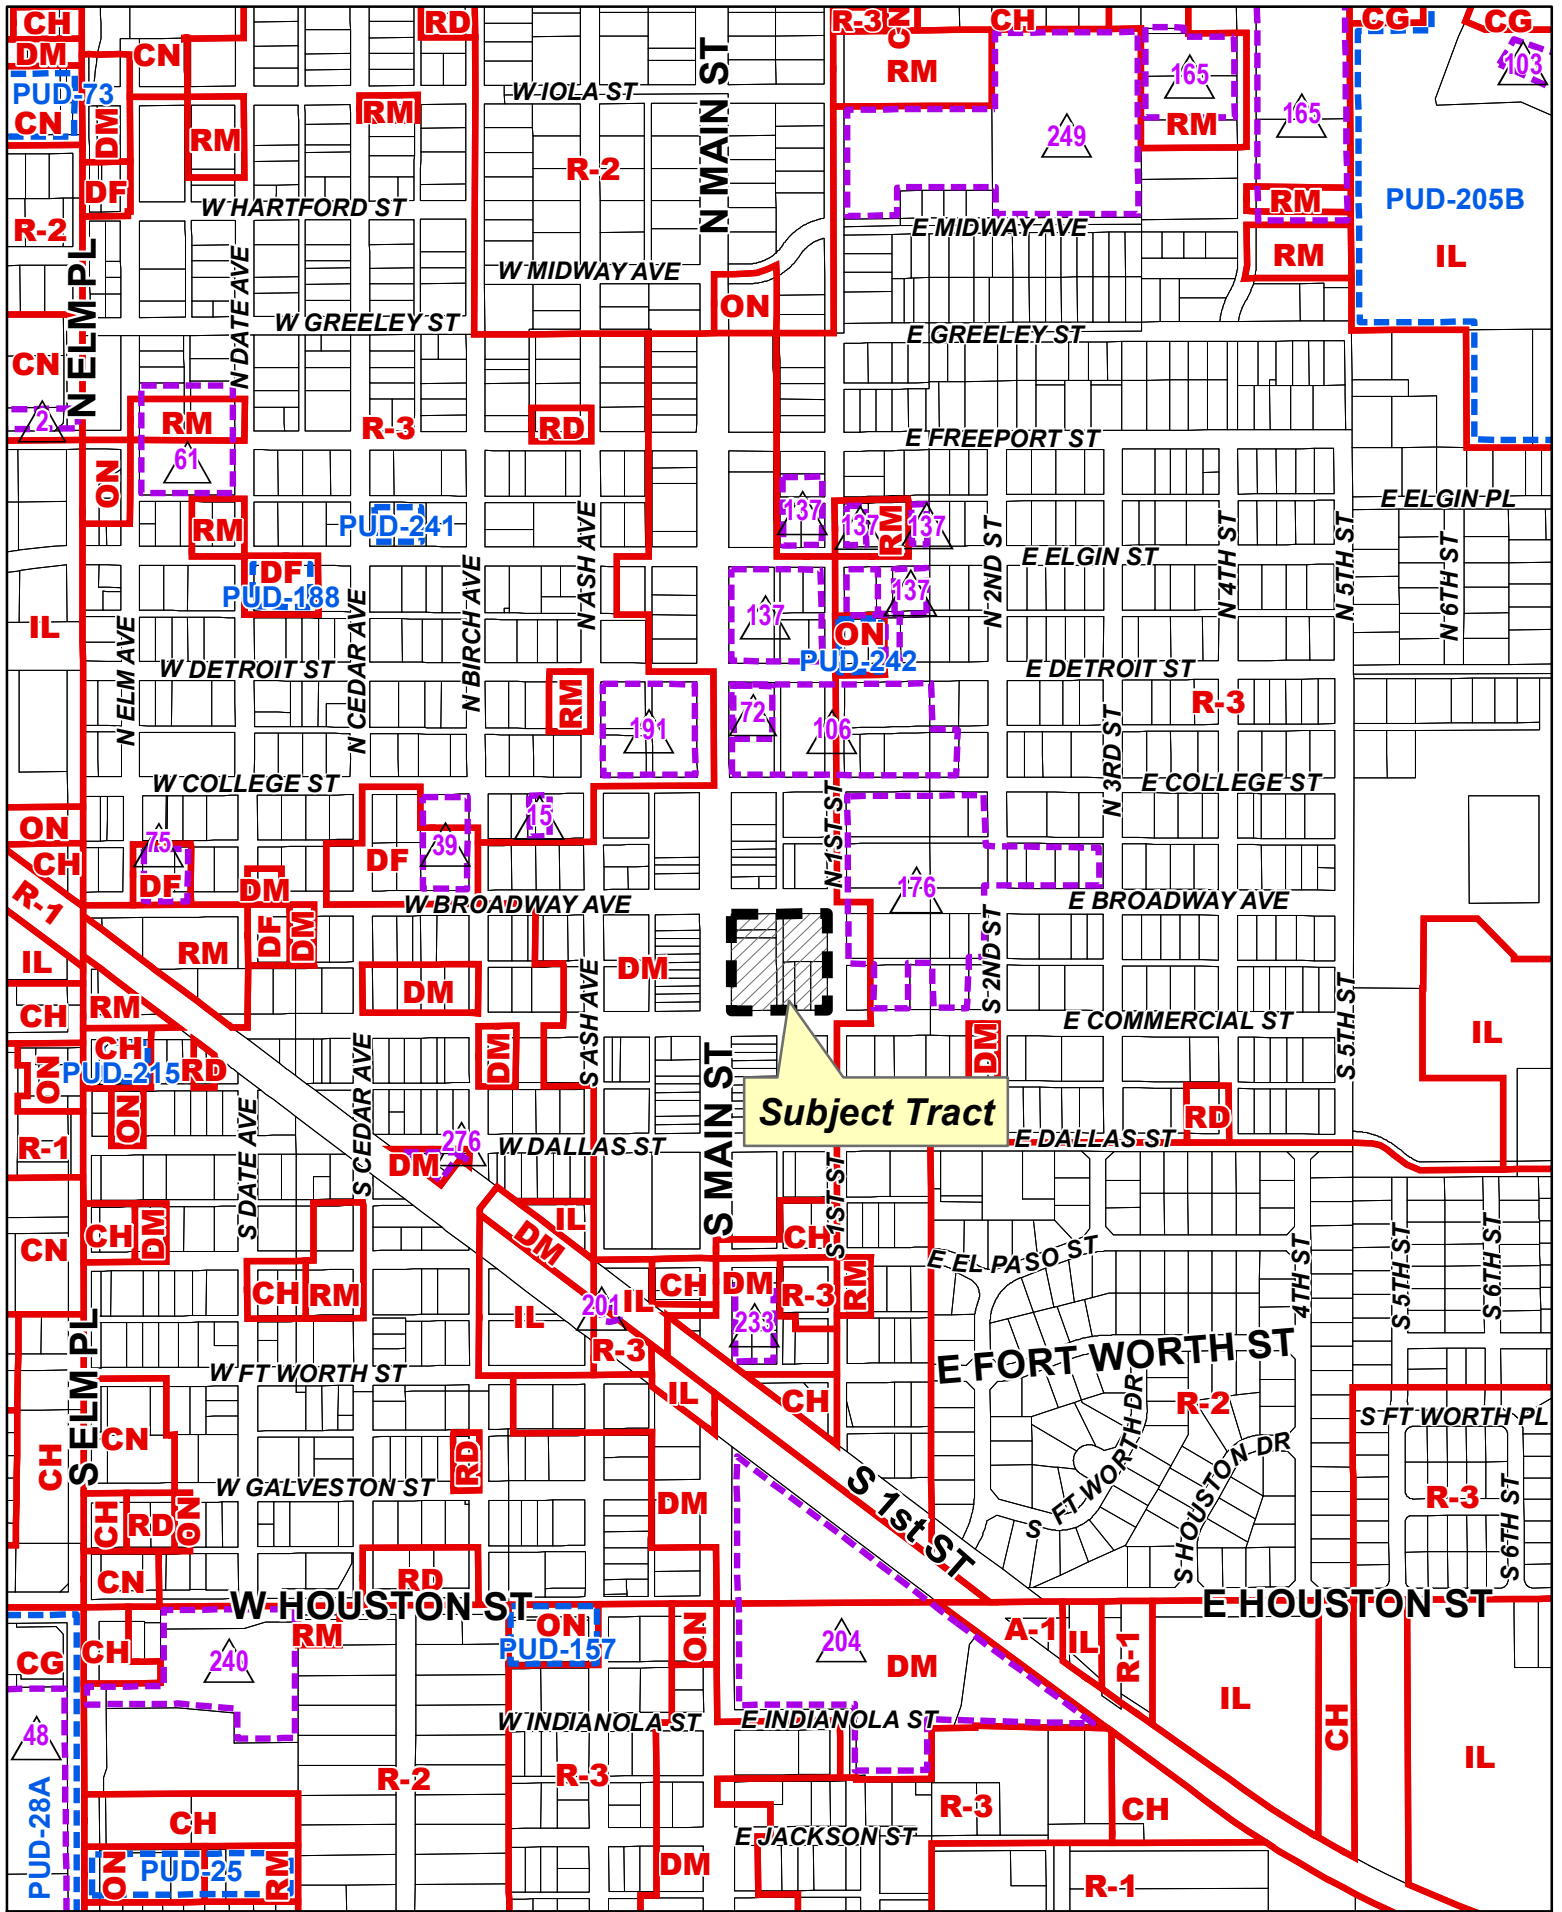 CH
RD
R-3
CN
CH
CG
CG
DM
CN
N MAIN ST
RM
165
103
PUD-73
W IOLA ST
CN
DM
RM
RM
R-2
249
RM
165
DF
W HARTFORD ST
RM
PUD-205B
R-2
E MIDWAY AVE
N ELM PL
N DATE AVE
W MIDWAY AVE
RM
IL
ON
W GREELEY ST
E GREELEY ST
CN
2
RM
R-3
RD
E FREEPORT ST
61
ON
E ELGIN PL
RM
PUD-241
N ASH AVE
137
137
RM
137
N 2ND ST
E ELGIN ST
N 4TH ST
N 5TH ST
N 6TH ST
DF
PUD-188
N BIRCH AVE
137
137
IL
N ELM AVE
N CEDAR AVE
ON
PUD-242
W DETROIT ST
E DETROIT ST
RM
191
72
106
R-3
N 3RD ST
W COLLEGE ST
E COLLEGE ST
ON
75
39
15
N 1ST ST
CH
DF
DM
DF
176
R-1
W BROADWAY AVE
E BROADWAY AVE
RM
DF
DM
DM
S 2ND ST
IL
DM
S ASH AVE
CH
RM
E COMMERCIAL ST
S 5TH ST
IL
CH
PUD-215
RD
ON
S CEDAR AVE
DM
S MAIN ST
DM
Subject Tract
ON
RD
R-1
S DATE AVE
276
DM
W DALLAS ST
E DALLAS ST
S 1ST ST
CH
DM
IL
DM
CH
CN
E EL PASO ST
4TH ST
S 5TH ST
S 6TH ST
CH
RM
CH
DM
R-3
RM
201
IL
IL
233
R-3
S ELM PL
W FT WORTH ST
E FORT WORTH ST
IL
CH
R-2
S FT WORTH PL
CN
CH
RD
S FT WORTH DR
S HOUSTON DR
W GALVESTON ST
S 1st ST
R-3
S 6TH ST
CH
RD
ON
DM
CN
RD
W HOUSTON ST
E HOUSTON ST
RM
ON
PUD-157
ON
A-1
IL
R-1
CH
CG
240
204
DM
IL
CH
48
W INDIANOLA ST
E INDIANOLA ST
IL
PUD-28A
R-2
R-3
R-3
CH
CH
E JACKSON ST
ON
PUD-25
RM
DM
R-1